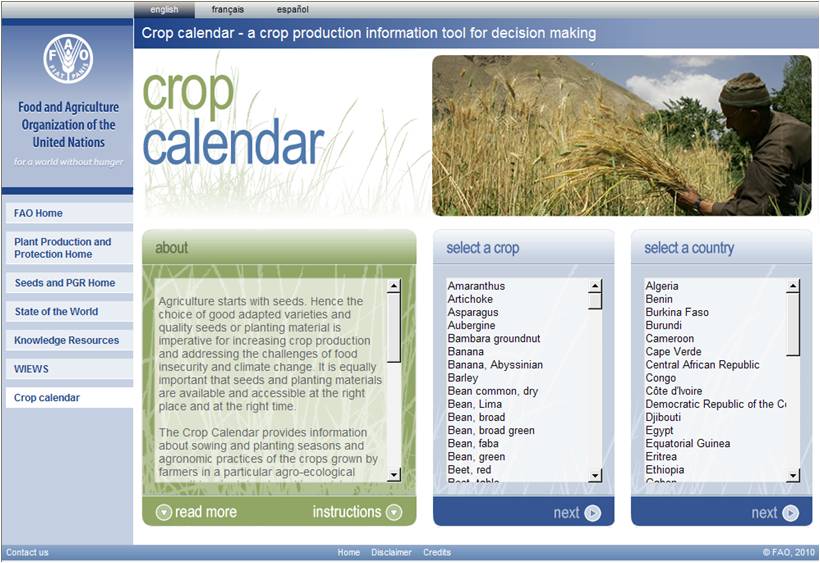 english français español
Crop calendar - a crop production information tool for decision making
FAO
FIAT PANIS
Food and Agriculture
Organization of the
United Nations
for a world without hunger
crop
calendar
FAO Home
Plant Production and
Protection Home
Seeds and PGR Home
State of the World
Knowledge Resources
WIEWS
Crop calendar
about
Agriculture starts with seeds. Hence the
choice of good adapted varieties and
quality seeds or planting material is
imperative for increasing crop production
and addressing the challenges of food
insecurity and climate change. It is equally
important that seeds and planting materials
are available and accessible at the right
place and at the right time.
The Crop Calendar provides information
about sowing and planting seasons and
agronomic practices of the crops grown by
farmers in a particular agro-ecological
read more instructions
select a crop
Amaranthus
Artichoke
Asparagus
Aubergine
Bambara groundnut
Banana
Banana, Abyssinian
Barley
Bean common, dry
Bean, Lima
Bean, broad
Bean, broad green
Bean, faba
Bean, green
Beet, red
next
select a country
Algeria
Benin
Burkina Faso
Burundi
Cameroon
Cape Verde
Central African Republic
Congo
Côte d'Ivoire
Democratic Republic of the
Djibouti
Egypt
Equatorial Guinea
Eritrea
Ethiopia
Gabon
next
Contact us Home Disclaimer Credits © FAO, 2010